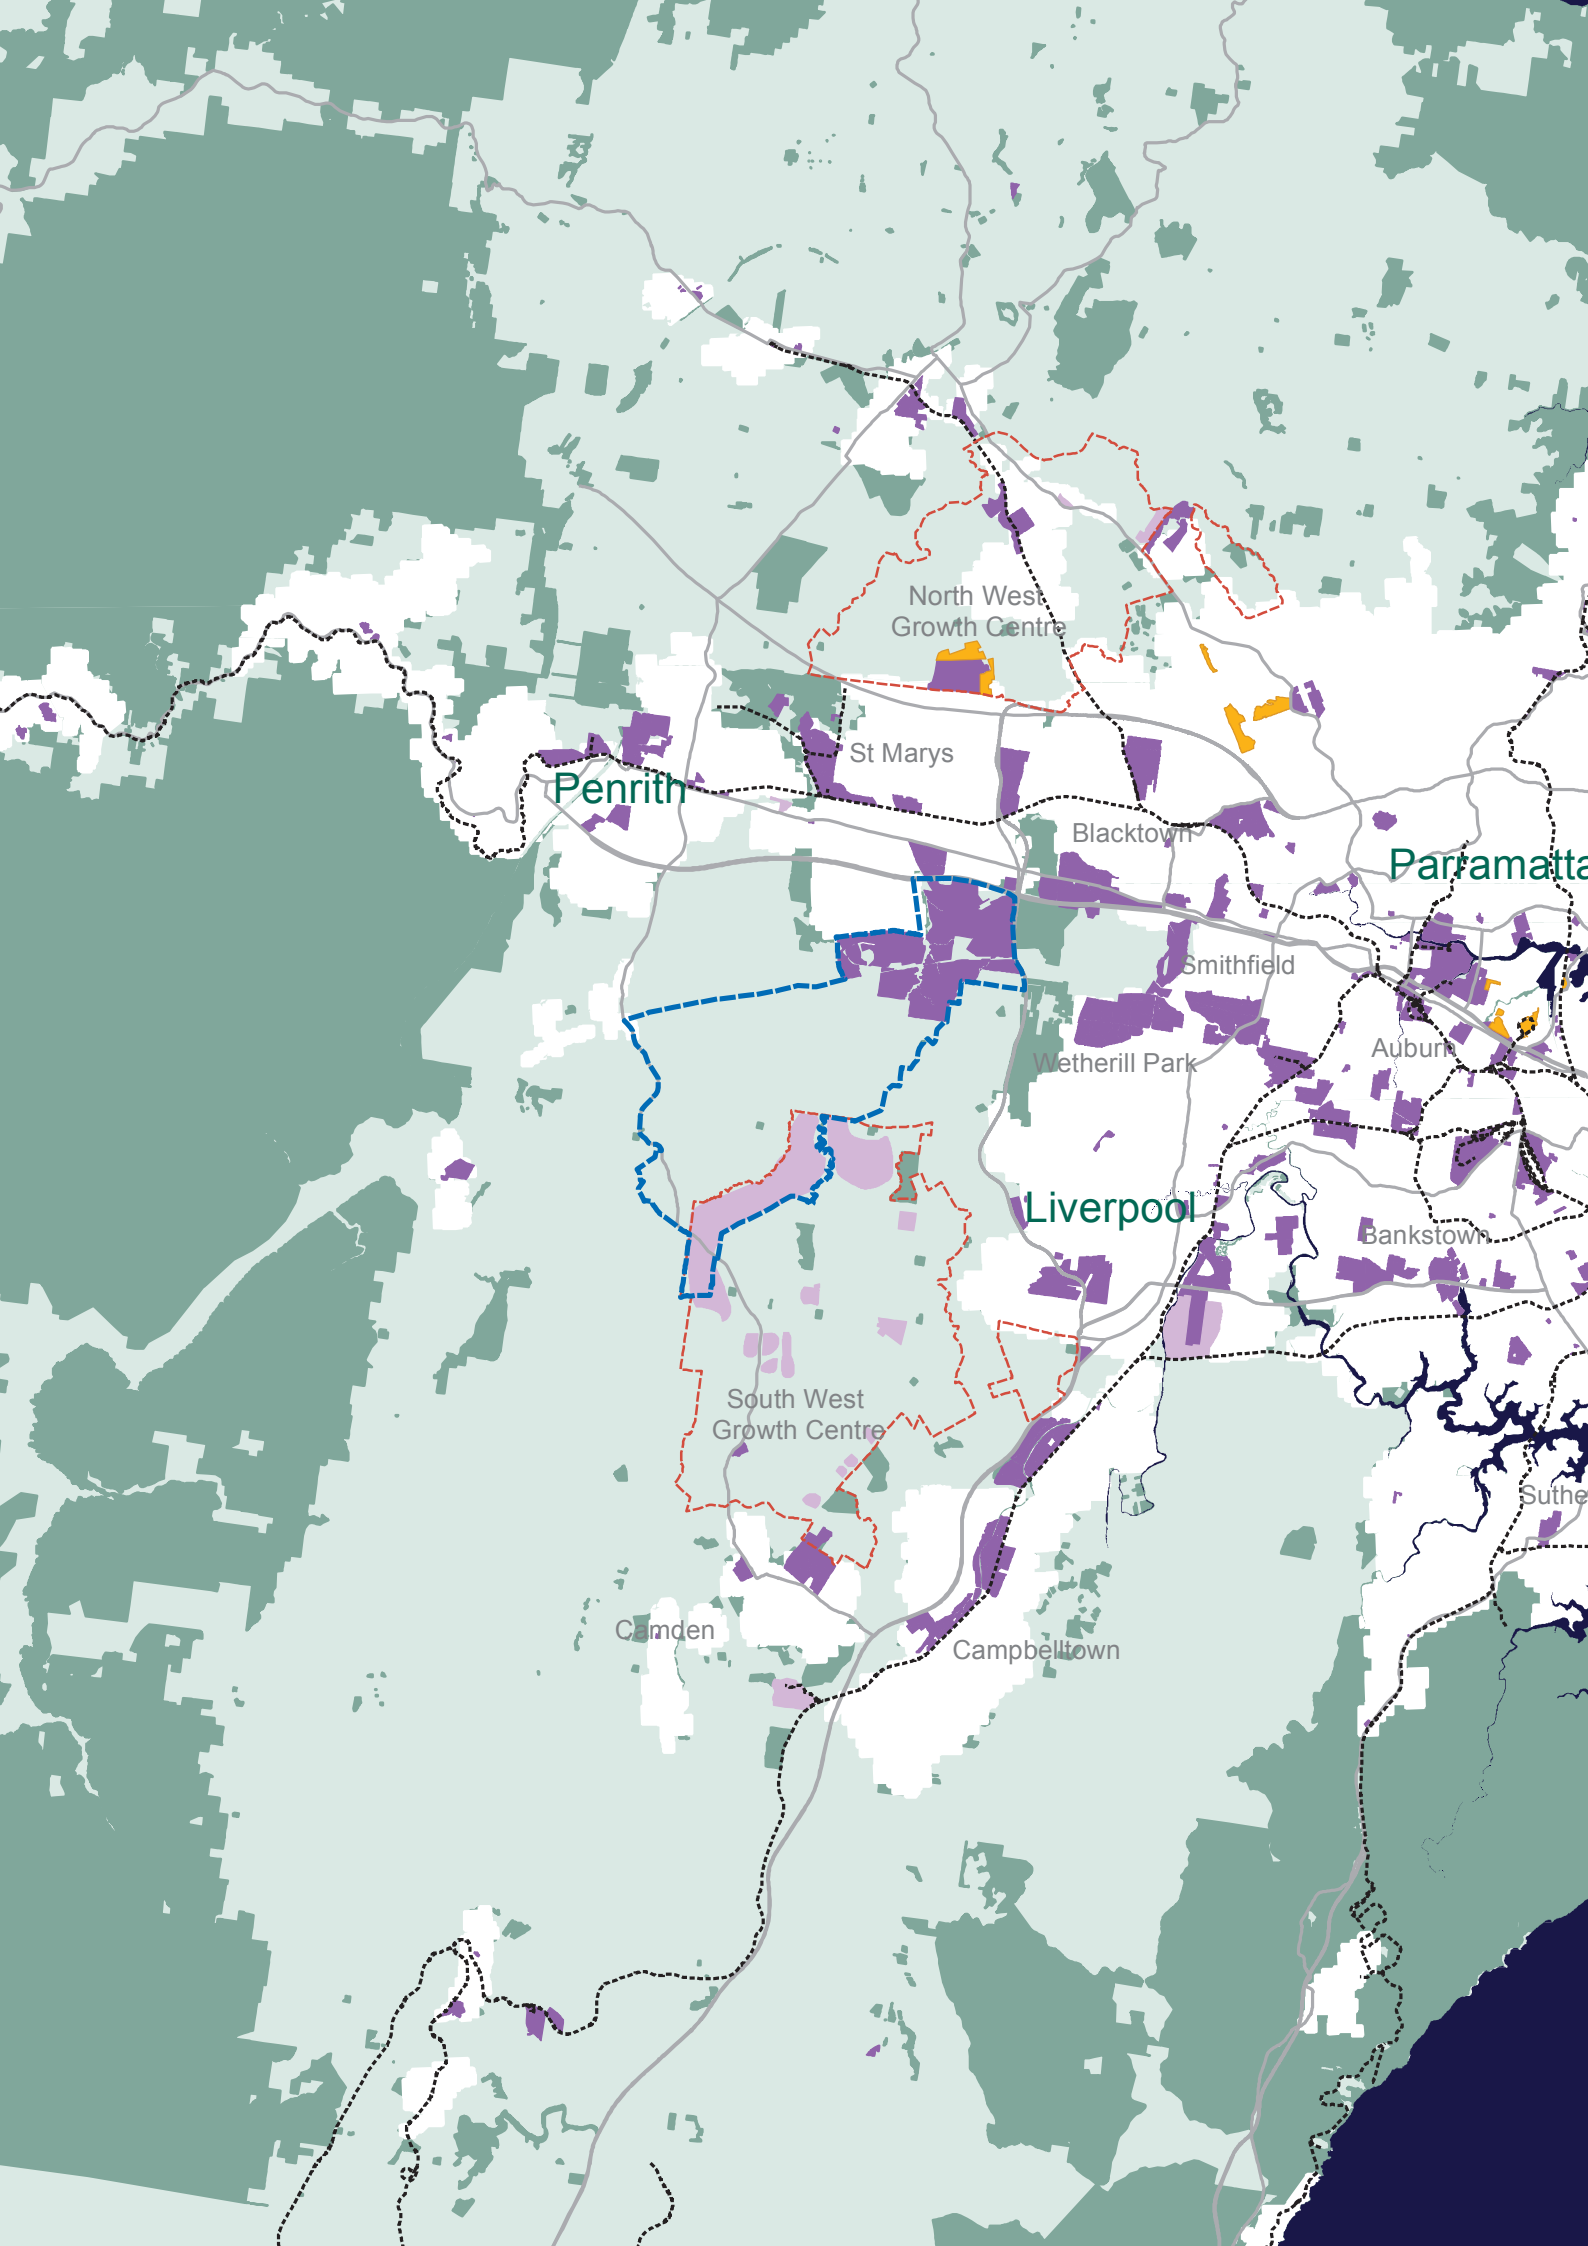 North West
Growth Centre
St Marys
Penrith
Blacktown
Parramatta
Smithfield
Auburn
Wetherill Park
Liverpool
Bankstown
South West
Growth Centre
Suthe
Camden
Campbelltown